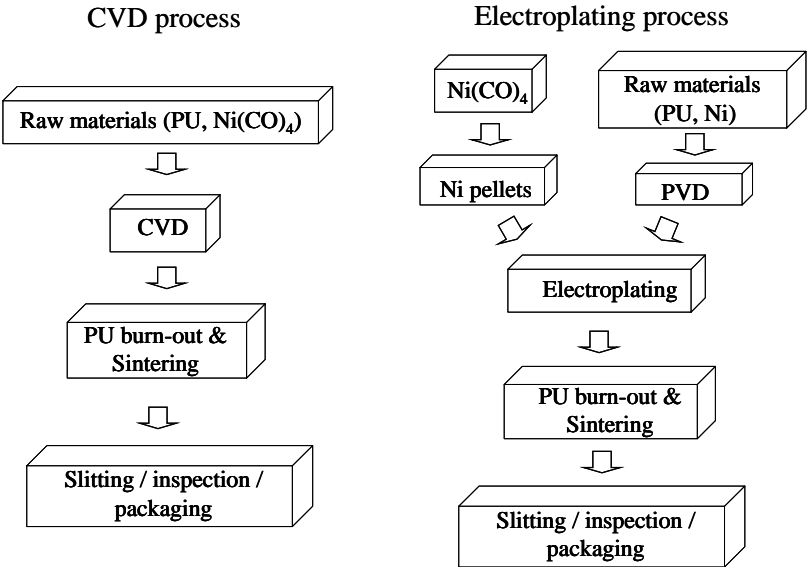 CVD process
Raw materials (PU, Ni(CO)₄)
CVD
PU burn-out &
Sintering
Slitting / inspection /
packaging
Electroplating process
Ni(CO)₄
Raw materials
(PU, Ni)
Ni pellets
PVD
Electroplating
PU burn-out &
Sintering
Slitting / inspection /
packaging